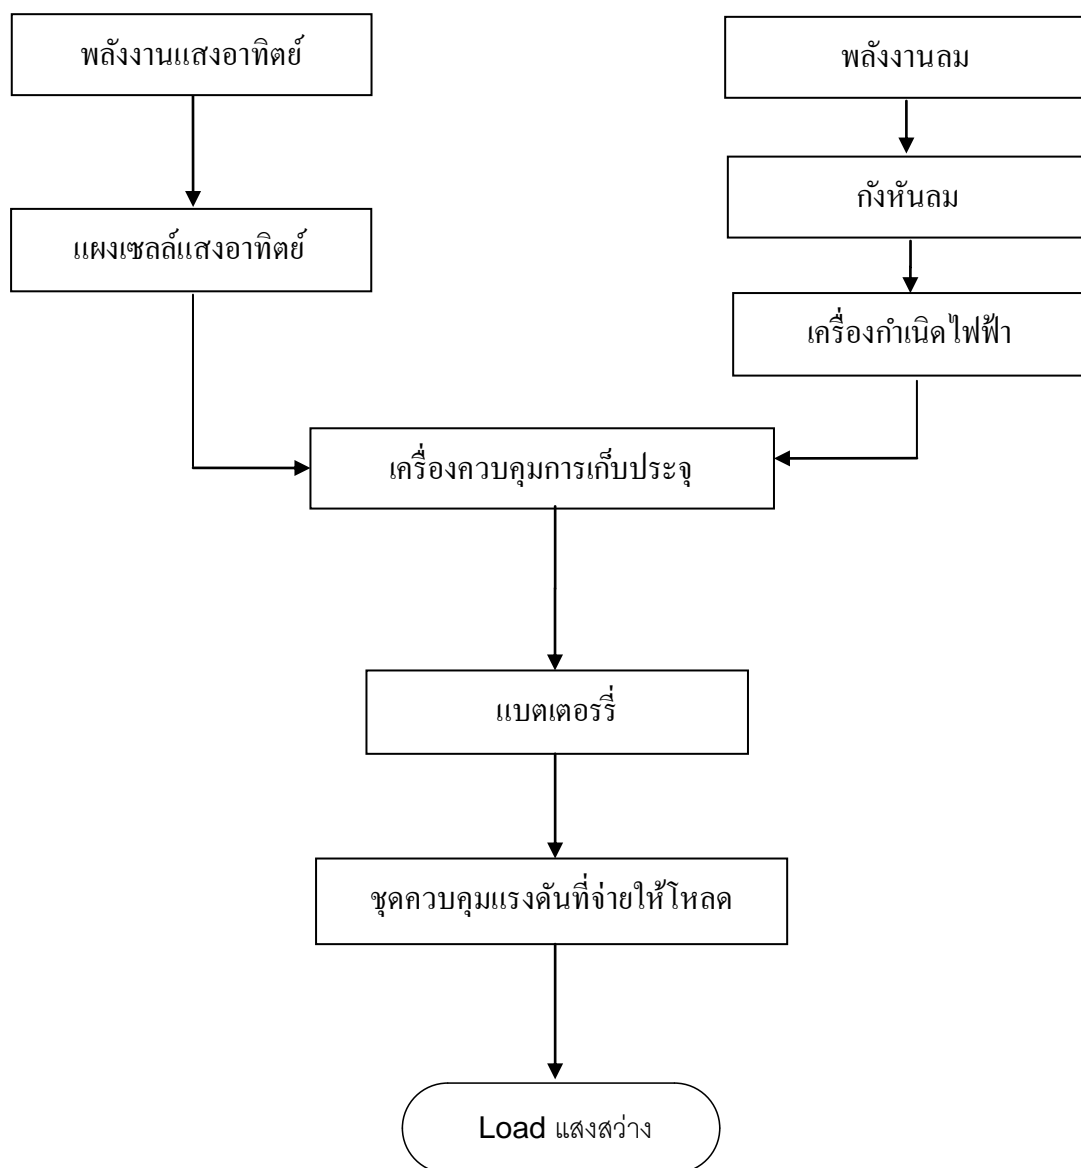 พลังงานแสงอาทิตย์
พลังงานลม
กังหันลม
แผงเซลล์แสงอาทิตย์
เครื่องกำเนิดไฟฟ้า
เครื่องควบคุมการเก็บประจุ
แบตเตอรรี่
ชุดควบคุมแรงดันที่จ่ายให้โหลด
Load แสงสว่าง